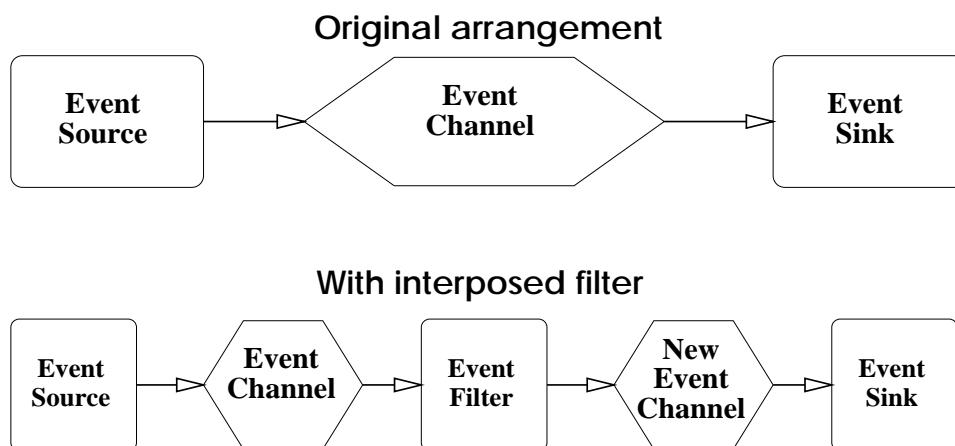 Original arrangement
Event
Source
Event
Channel
Event
Sink
With interposed filter
Event
Source
Event
Channel
Event
Filter
New
Event
Channel
Event
Sink